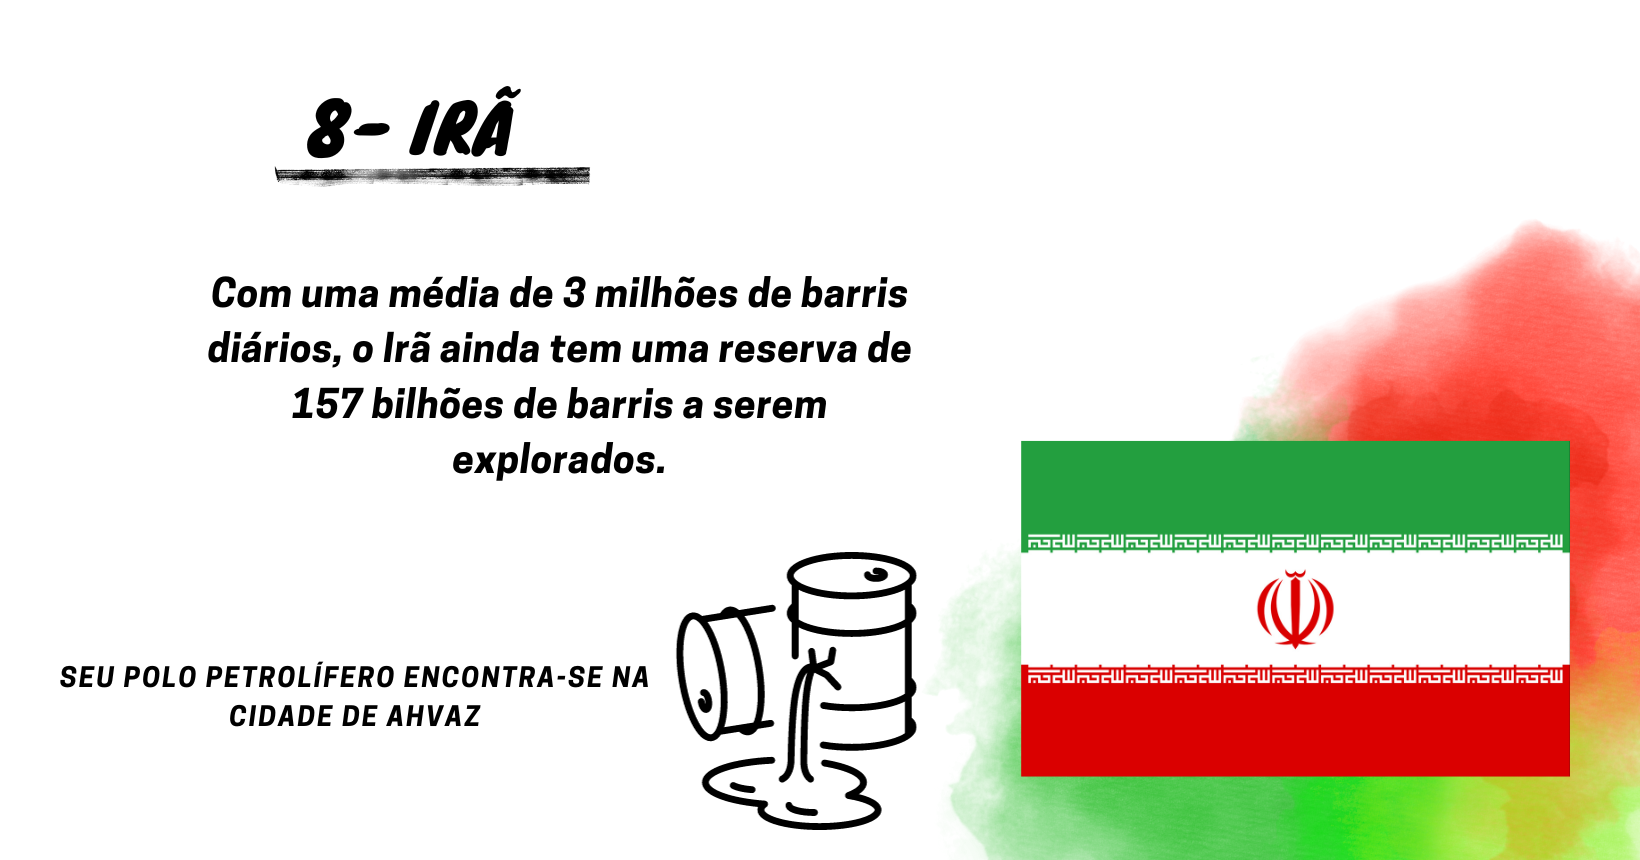 8- IRÃ
Com uma média de 3 milhões de barris
diários, o Irã ainda tem uma reserva de
157 bilhões de barris a serem
explorados.
SEU POLO PETROLÍFERO ENCONTRA-SE NA
CIDADE DE AHVAZ